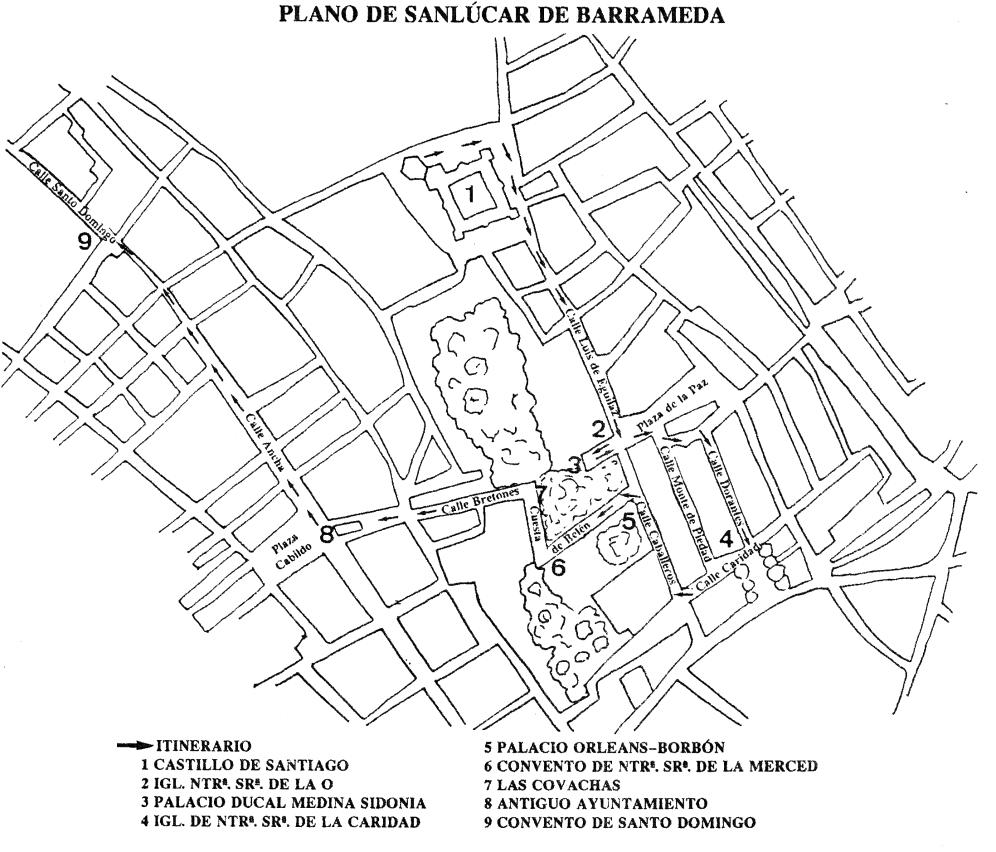 PLANO DE SANLÚCAR DE BARRAMEDA
1
Calle Santo Domingo
9
Calle Luis de Eguilaz
Plaza de la Paz
2
3
Calle Ancha
Calle Dorantes
Calle Monte de Piedad
7
Calle Bretones
Cuesta
de Belén
5
Calle Caballeros
8
Plaza
Cabildo
4
6
Calle Caridad
ITINERARIO
1 CASTILLO DE SANTIAGO
2 IGL. NTRª. SRª. DE LA O
3 PALACIO DUCAL MEDINA SIDONIA
4 IGL. DE NTRª. SRª. DE LA CARIDAD
5 PALACIO ORLEANS-BORBÓN
6 CONVENTO DE NTRª. SRª. DE LA MERCED
7 LAS COVACHAS
8 ANTIGUO AYUNTAMIENTO
9 CONVENTO DE SANTO DOMINGO